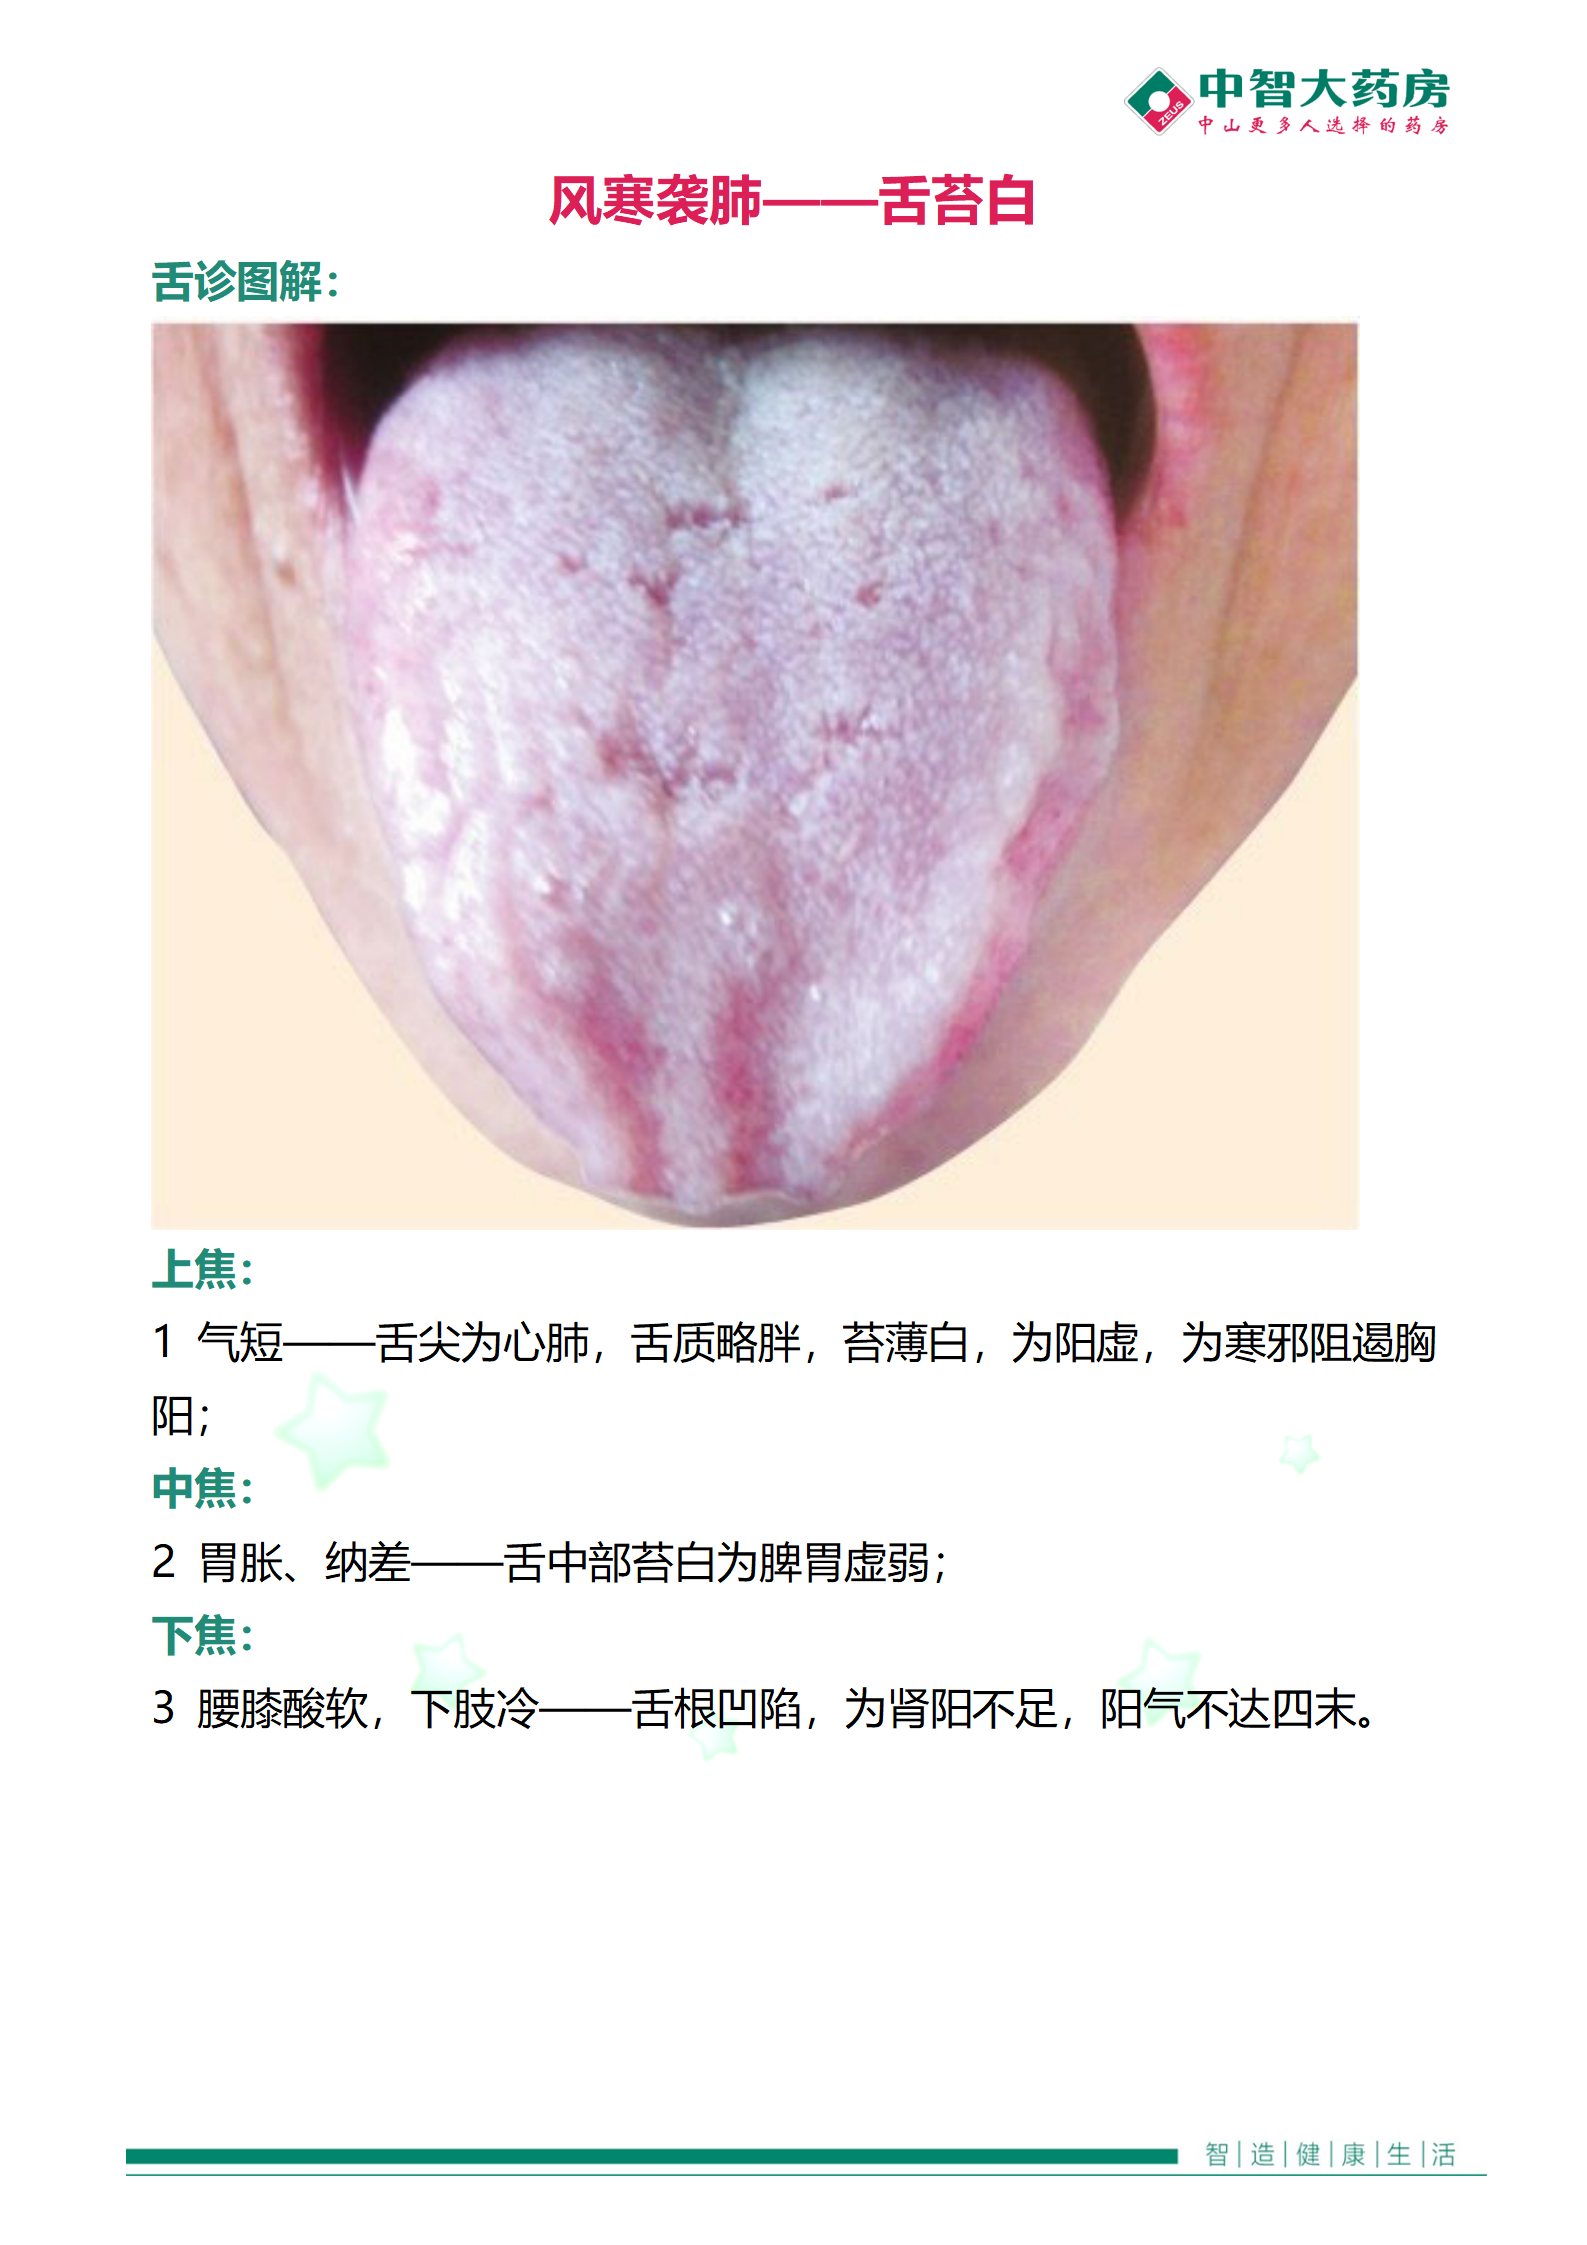 中智大药房
ZEUS
中山更多人选择的药房
风寒袭肺——舌苔白
舌诊图解：
上焦：
1 气短——舌尖为心肺，舌质略胖，苔薄白，为阳虚，为寒邪阻遏胸
阳；
中焦：
2 胃胀、纳差——舌中部苔白为脾胃虚弱；
下焦：
3 腰膝酸软，下肢冷——舌根凹陷，为肾阳不足，阳气不达四末。
智|造|健|康|生|活